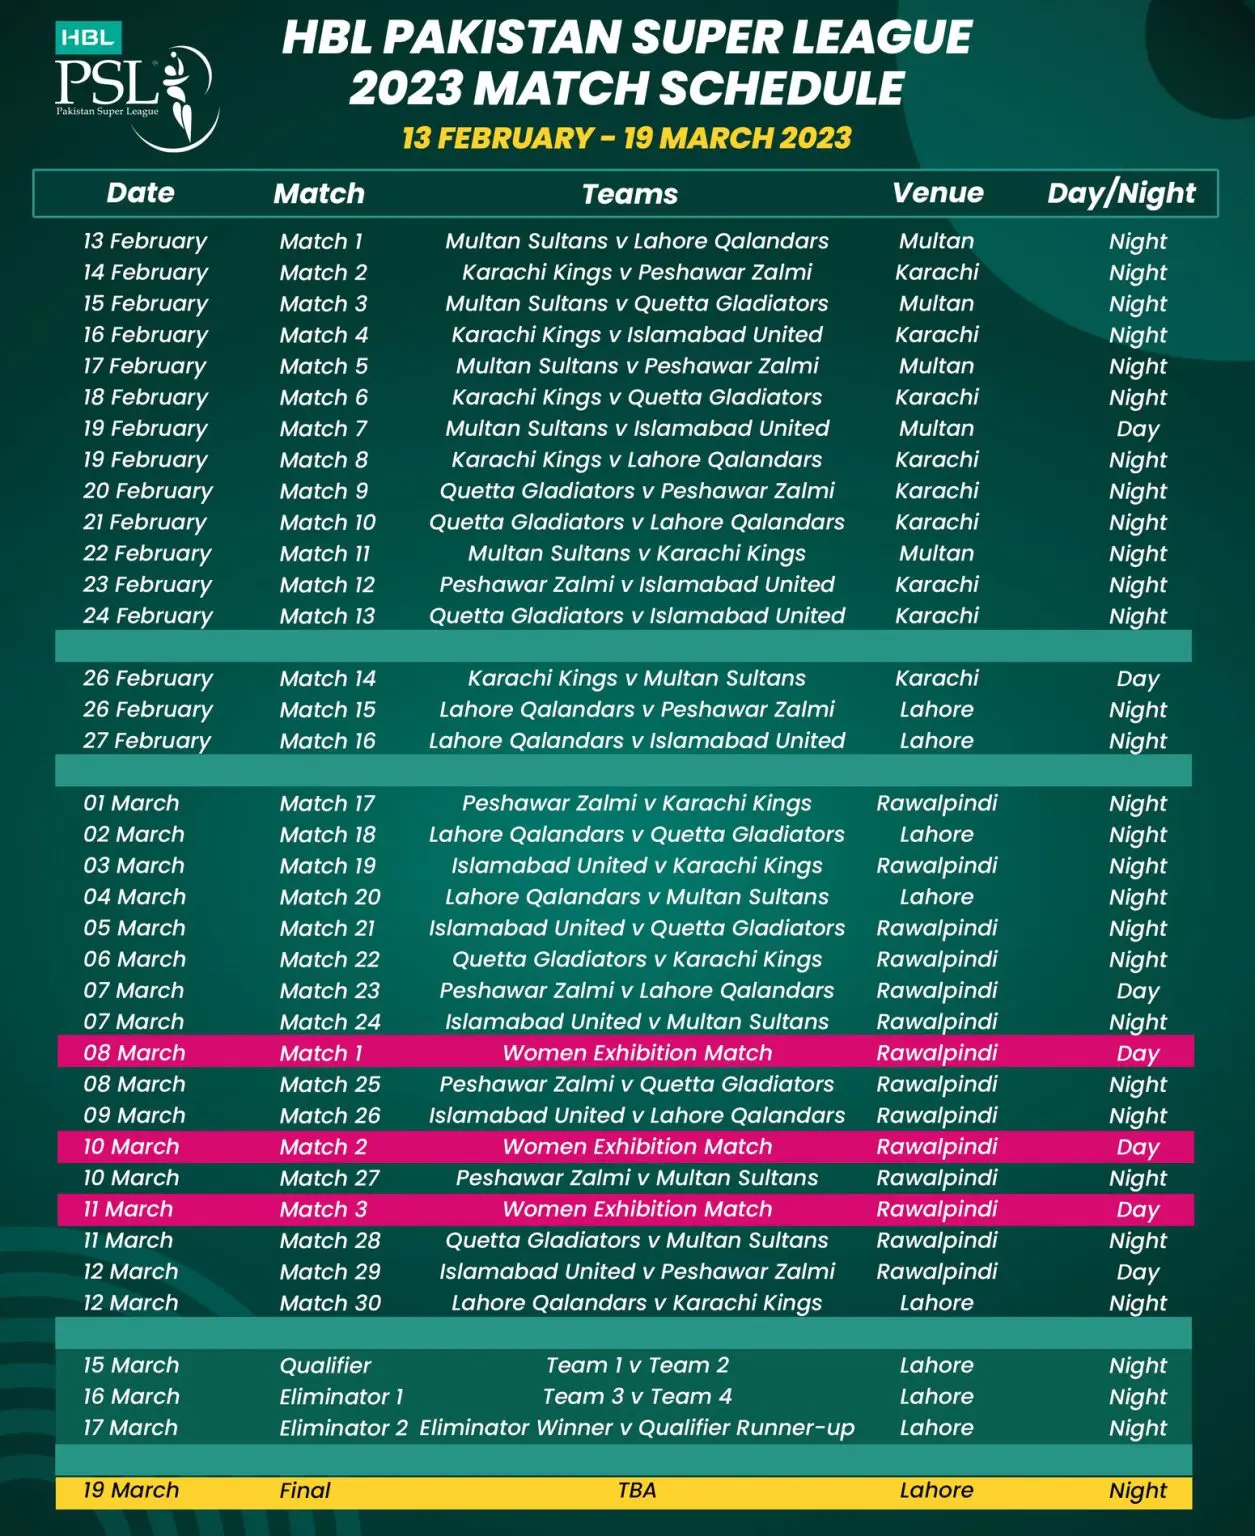 HBL
PSL
Pakistan Super League
HBL PAKISTAN SUPER LEAGUE
2023 MATCH SCHEDULE
13 FEBRUARY - 19 MARCH 2023
Date Match Teams Venue Day/Night
13 February Match 1 Multan Sultans v Lahore Qalandars Multan Night
14 February Match 2 Karachi Kings v Peshawar Zalmi Karachi Night
15 February Match 3 Multan Sultans v Quetta Gladiators Multan Night
16 February Match 4 Karachi Kings v Islamabad United Karachi Night
17 February Match 5 Multan Sultans v Peshawar Zalmi Multan Night
18 February Match 6 Karachi Kings v Quetta Gladiators Karachi Night
19 February Match 7 Multan Sultans v Islamabad United Multan Day
19 February Match 8 Karachi Kings v Lahore Qalandars Karachi Night
20 February Match 9 Quetta Gladiators v Peshawar Zalmi Karachi Night
21 February Match 10 Quetta Gladiators v Lahore Qalandars Karachi Night
22 February Match 11 Multan Sultans v Karachi Kings Multan Night
23 February Match 12 Peshawar Zalmi v Islamabad United Karachi Night
24 February Match 13 Quetta Gladiators v Islamabad United Karachi Night
26 February Match 14 Karachi Kings v Multan Sultans Karachi Day
26 February Match 15 Lahore Qalandars v Peshawar Zalmi Lahore Night
27 February Match 16 Lahore Qalandars v Islamabad United Lahore Night
01 March Match 17 Peshawar Zalmi v Karachi Kings Rawalpindi Night
02 March Match 18 Lahore Qalandars v Quetta Gladiators Lahore Night
03 March Match 19 Islamabad United v Karachi Kings Rawalpindi Night
04 March Match 20 Lahore Qalandars v Multan Sultans Lahore Night
05 March Match 21 Islamabad United v Quetta Gladiators Rawalpindi Night
06 March Match 22 Quetta Gladiators v Karachi Kings Rawalpindi Night
07 March Match 23 Peshawar Zalmi v Lahore Qalandars Rawalpindi Day
07 March Match 24 Islamabad United v Multan Sultans Rawalpindi Night
08 March Match 1 Women Exhibition Match Rawalpindi Day
08 March Match 25 Peshawar Zalmi v Quetta Gladiators Rawalpindi Night
09 March Match 26 Islamabad United v Lahore Qalandars Rawalpindi Night
10 March Match 2 Women Exhibition Match Rawalpindi Day
10 March Match 27 Peshawar Zalmi v Multan Sultans Rawalpindi Night
11 March Match 3 Women Exhibition Match Rawalpindi Day
11 March Match 28 Quetta Gladiators v Multan Sultans Rawalpindi Night
12 March Match 29 Islamabad United v Peshawar Zalmi Rawalpindi Day
12 March Match 30 Lahore Qalandars v Karachi Kings Lahore Night
15 March Qualifier Team 1 v Team 2 Lahore Night
16 March Eliminator 1 Team 3 v Team 4 Lahore Night
17 March Eliminator 2 Eliminator Winner v Qualifier Runner-up Lahore Night
19 March Final TBA Lahore Night